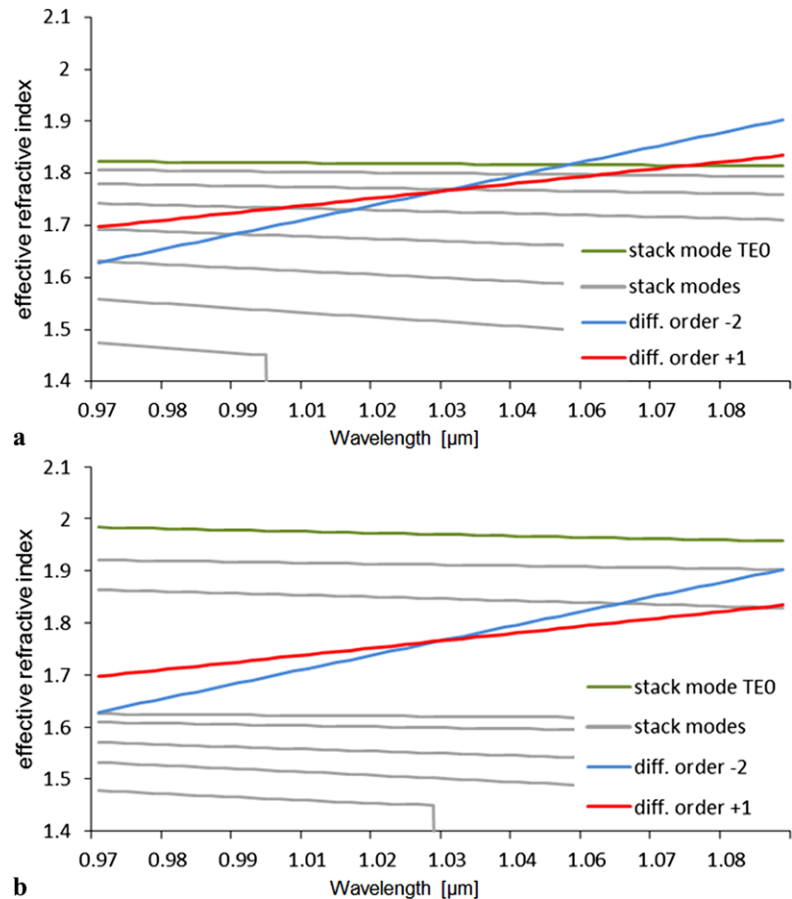 2.1
2
1.9
1.8
1.7
1.6
1.5
1.4
effective refractive index
stack mode TE0
stack modes
diff. order -2
diff. order +1
0.97 0.98 0.99 1.01 1.02 1.03 1.04 1.06 1.07 1.08
a
Wavelength [µm]
2.1
2
1.9
1.8
1.7
1.6
1.5
1.4
effective refractive index
stack mode TE0
stack modes
diff. order -2
diff. order +1
0.97 0.98 0.99 1.01 1.02 1.03 1.04 1.06 1.07 1.08
b
Wavelength [µm]